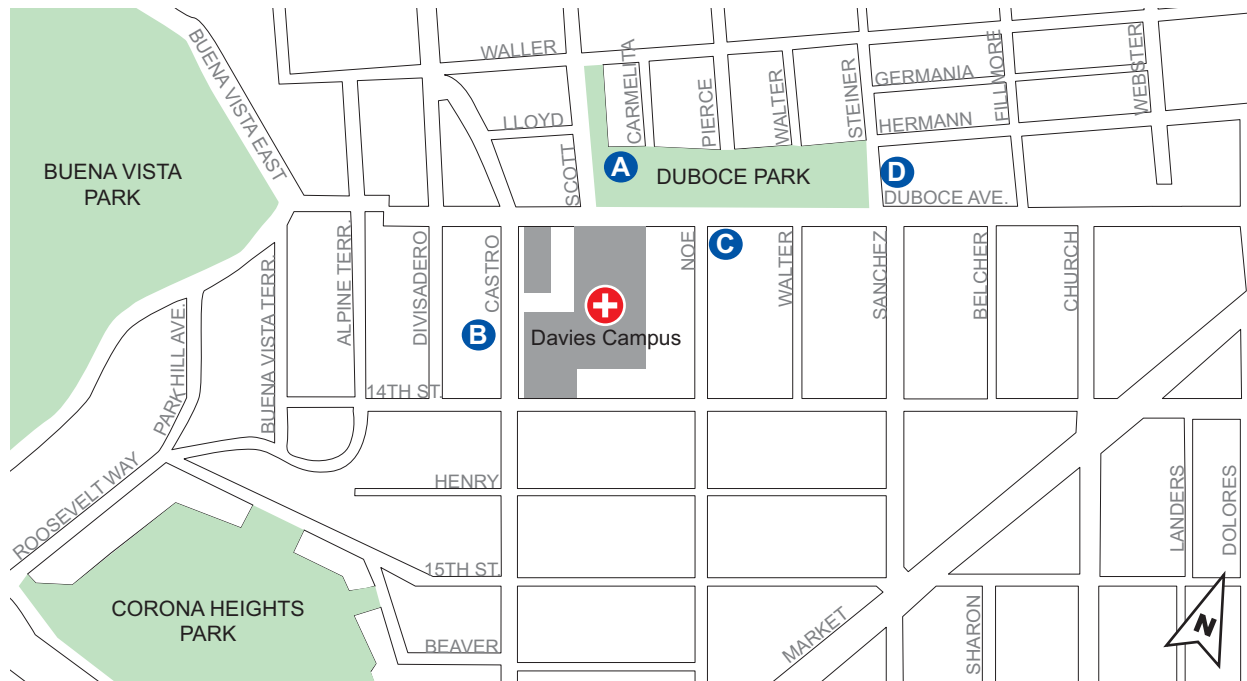 WALLER
BUENA VISTA EAST
CARMELITA
PIERCE
WALTER
STEINER
GERMANIA
FILLMORE
WEBSTER
LLOYD
HERMANN
SCOTT
A
D
BUENA VISTA
PARK
DUBOCE PARK
DUBOCE AVE.
BUENA VISTA TERR.
ALPINE TERR.
DIVISADERO
CASTRO
NOE
C
WALTER
SANCHEZ
BELCHER
CHURCH
PARK HILL AVE.
B
Davies Campus
14TH ST.
ROOSEVELT WAY
HENRY
LANDERS
DOLORES
15TH ST.
CORONA HEIGHTS
PARK
BEAVER
MARKET
SHARON
N